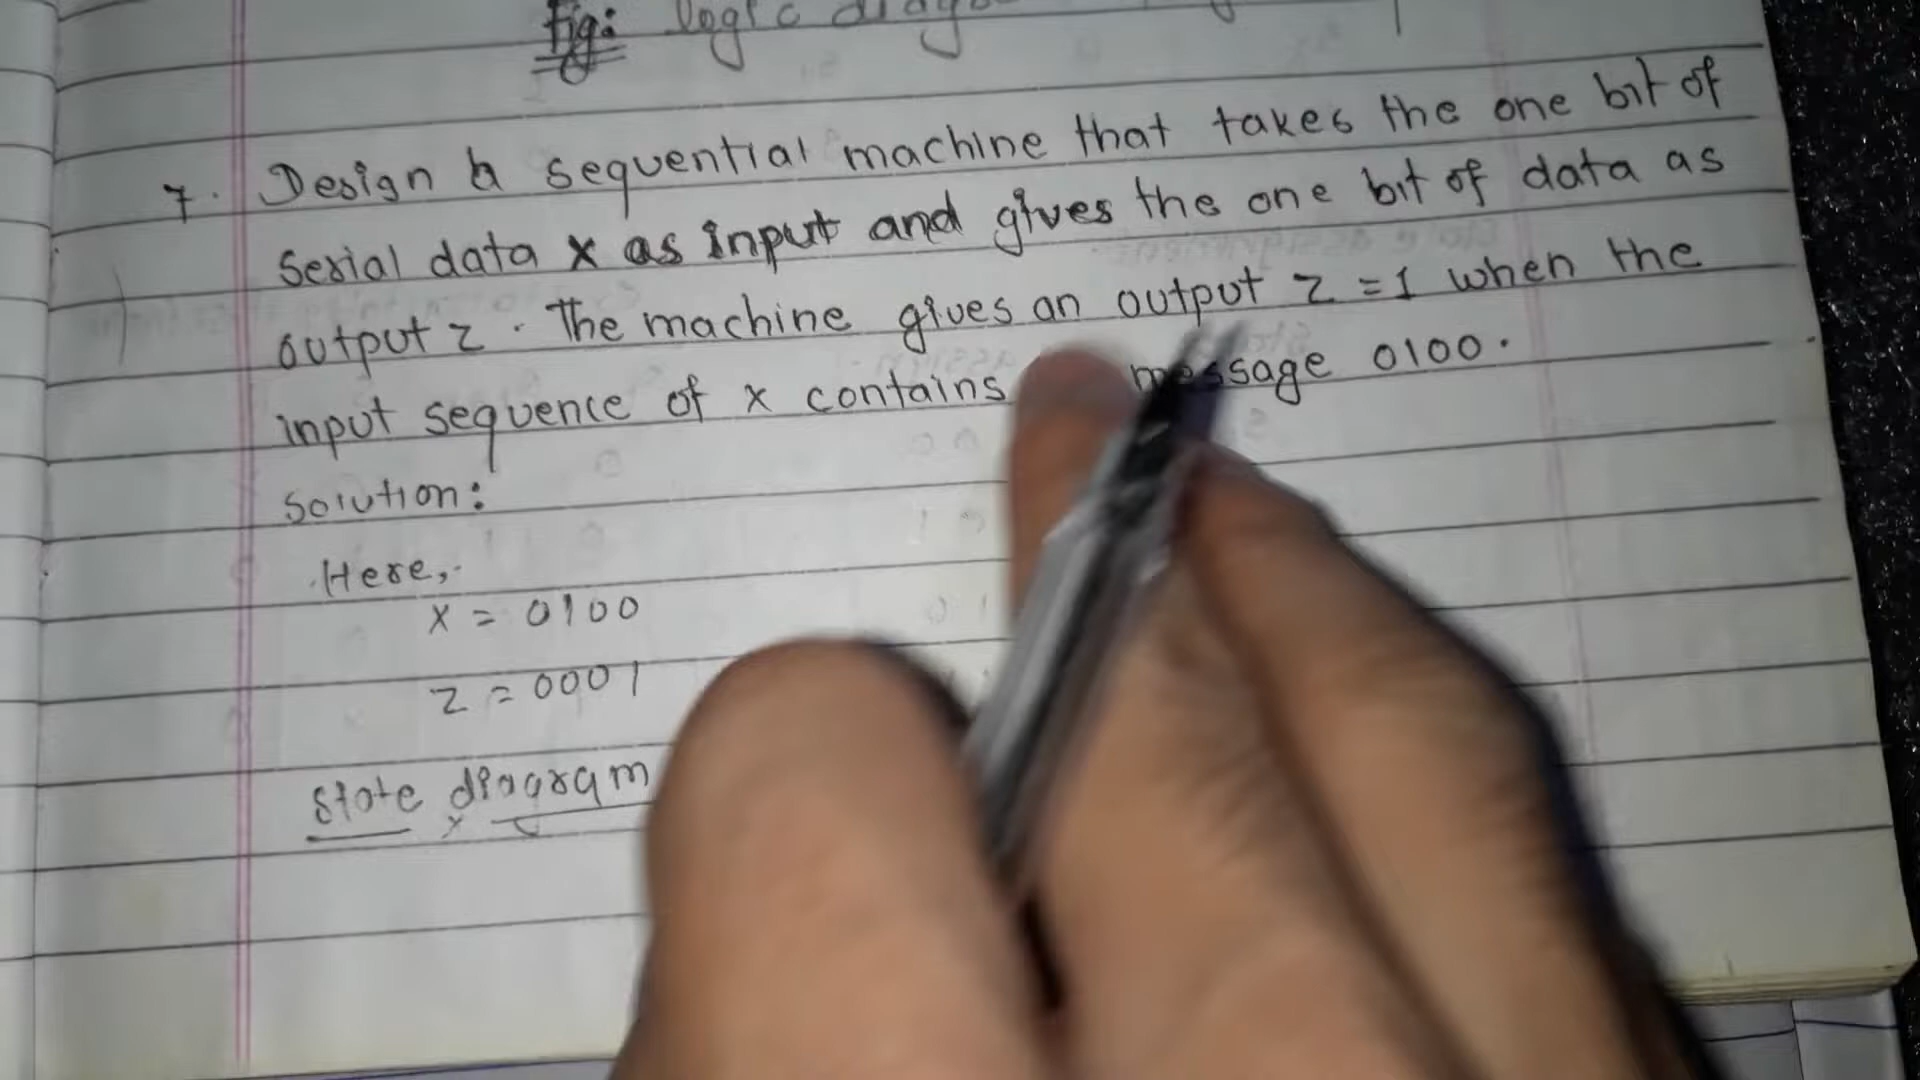 fig: logic
7. Design a sequential machine that takes the one bit of
serial data x as input and gives the one bit of data as
output z. The machine gives an output z = 1 when the
input sequence of x contains message 0100.
Solution:
Here,
x = 0100
z = 0001
State diagram